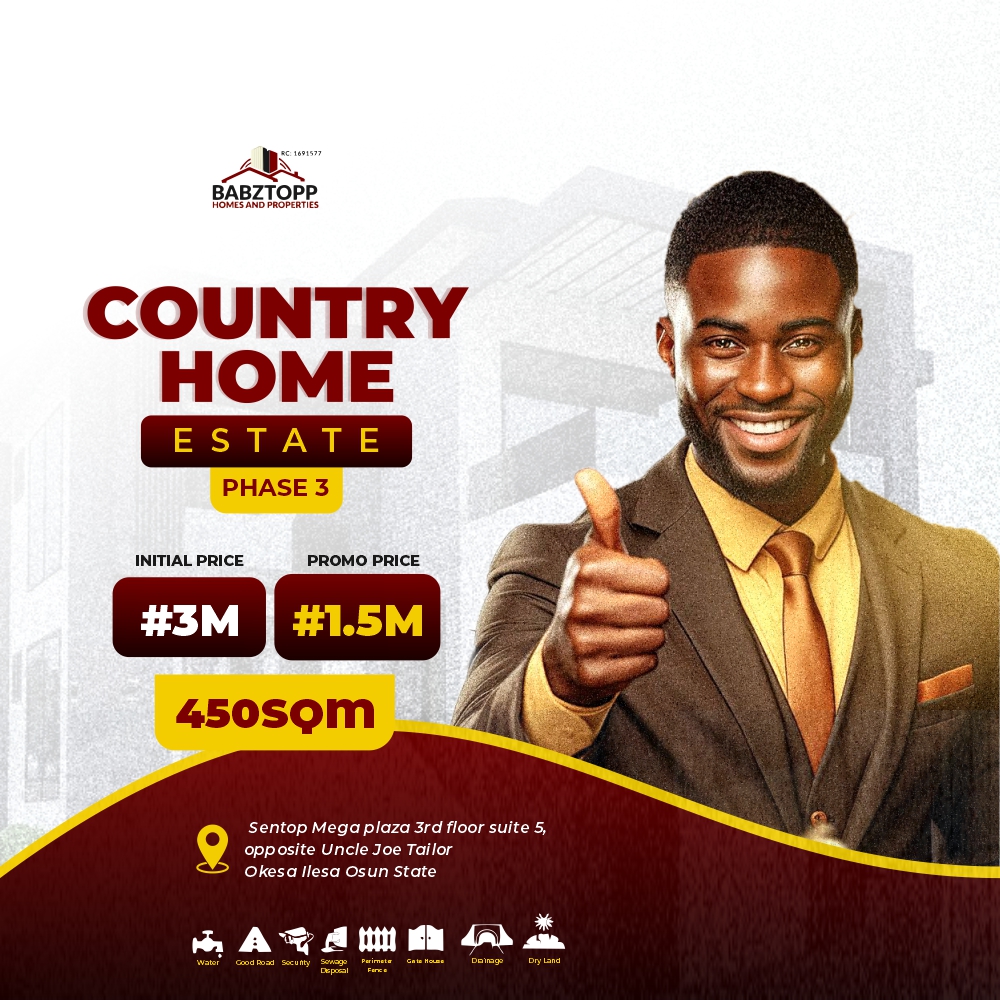 RC: 1691577
BABZTOPP
HOMES AND PROPERTIES
COUNTRY
HOME
ESTATE
PHASE 3
INITIAL PRICE PROMO PRICE
#3M #1.5M
450sqm
Sentop Mega plaza 3rd floor suite 5,
opposite Uncle Joe Tailor
Okesa Ilesa Osun State
Water Good Road Security Sewage Disposal Perimeter Fence Gate House Drainage Dry Land